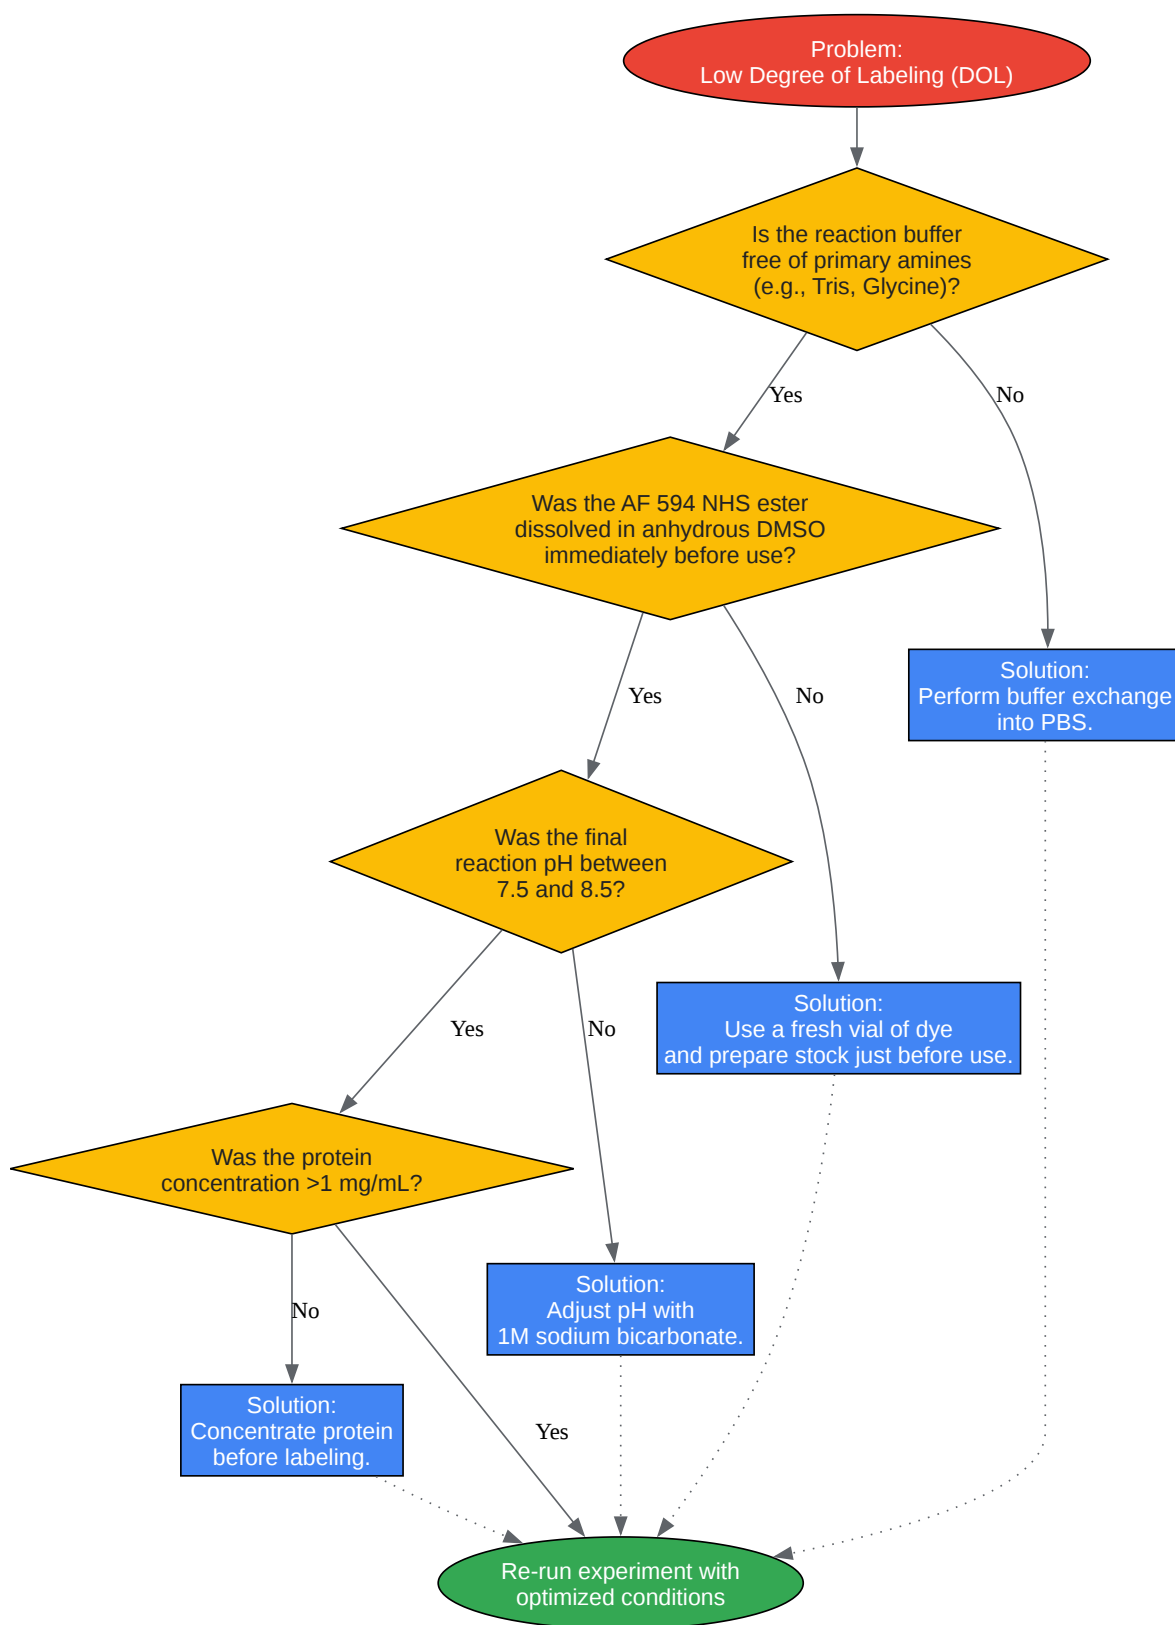 Problem:
Low Degree of Labeling (DOL)
Is the reaction buffer
free of primary amines
(e.g., Tris, Glycine)?
Yes
No
Was the AF 594 NHS ester
dissolved in anhydrous DMSO
immediately before use?
Solution:
Perform buffer exchange
into PBS.
Yes
No
Was the final
reaction pH between
7.5 and 8.5?
Solution:
Use a fresh vial of dye
and prepare stock just before use.
Yes
No
Was the protein
concentration >1 mg/mL?
Solution:
Adjust pH with
1M sodium bicarbonate.
No
Yes
Solution:
Concentrate protein
before labeling.
Re-run experiment with
optimized conditions